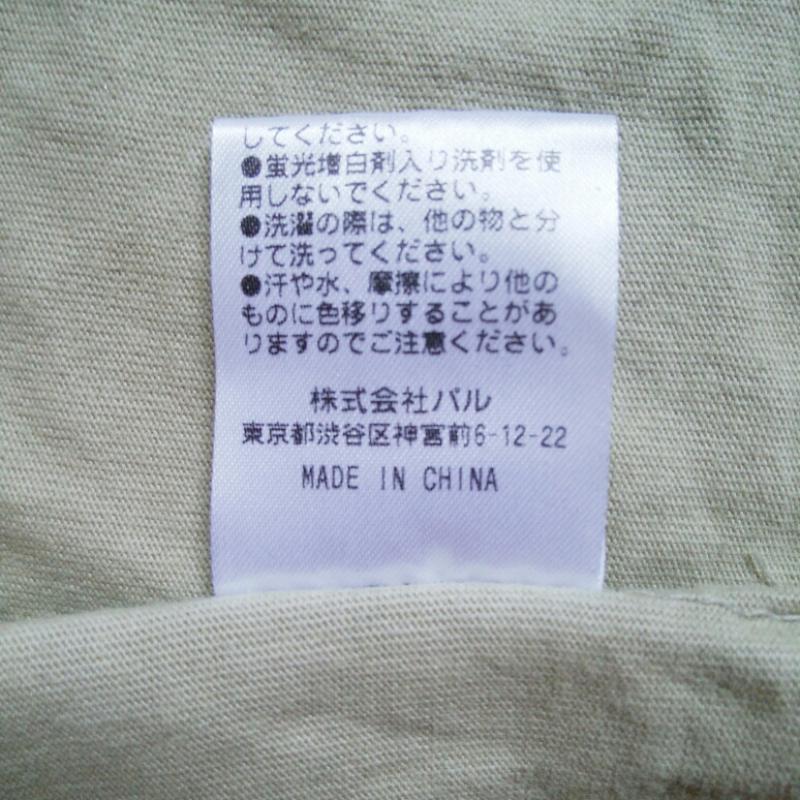 してください。
●蛍光増白剤入り洗剤を使
用しないでください。
●洗濯の際は、他の物と分
けて洗ってください。
●汗や水、摩擦により他の
ものに色移りすることがあ
りますのでご注意ください。
株式会社パル
東京都渋谷区神宮前6-12-22
MADE IN CHINA